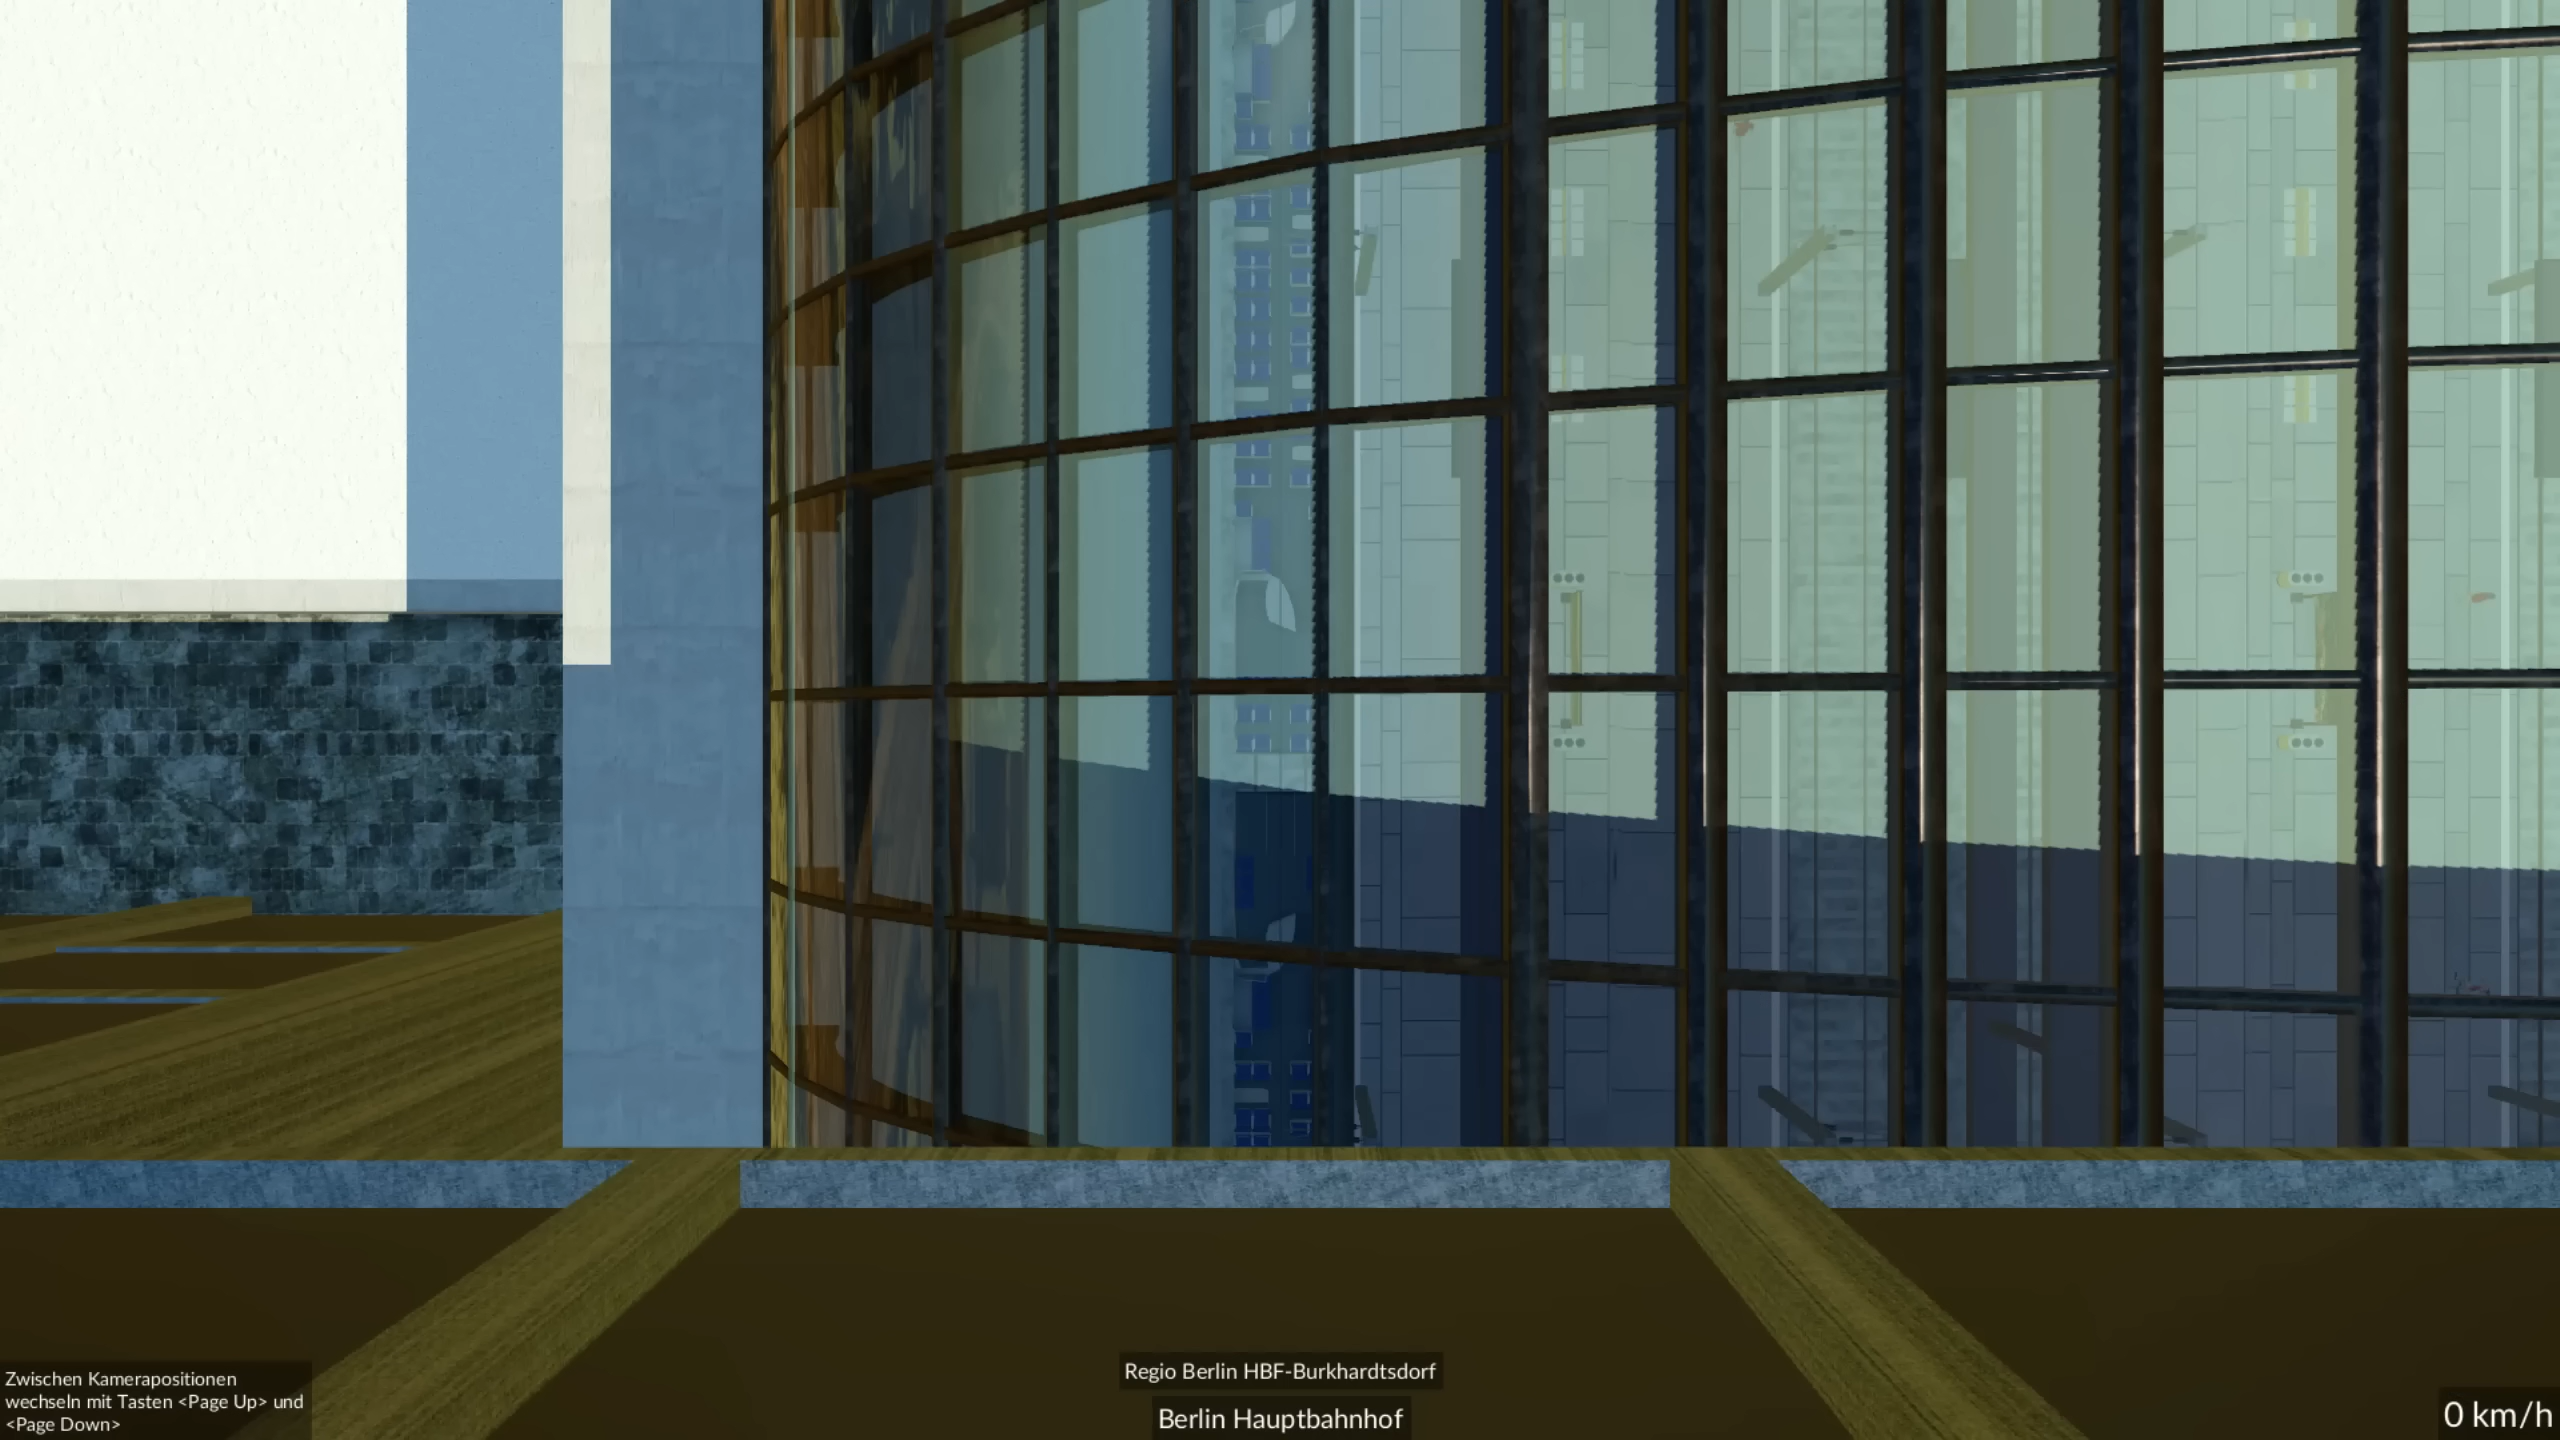 Zwischen Kamerapositionen
wechseln mit Tasten <Page Up> und
<Page Down>
Regio Berlin HBF-Burkhardtsdorf
Berlin Hauptbahnhof
0 km/h